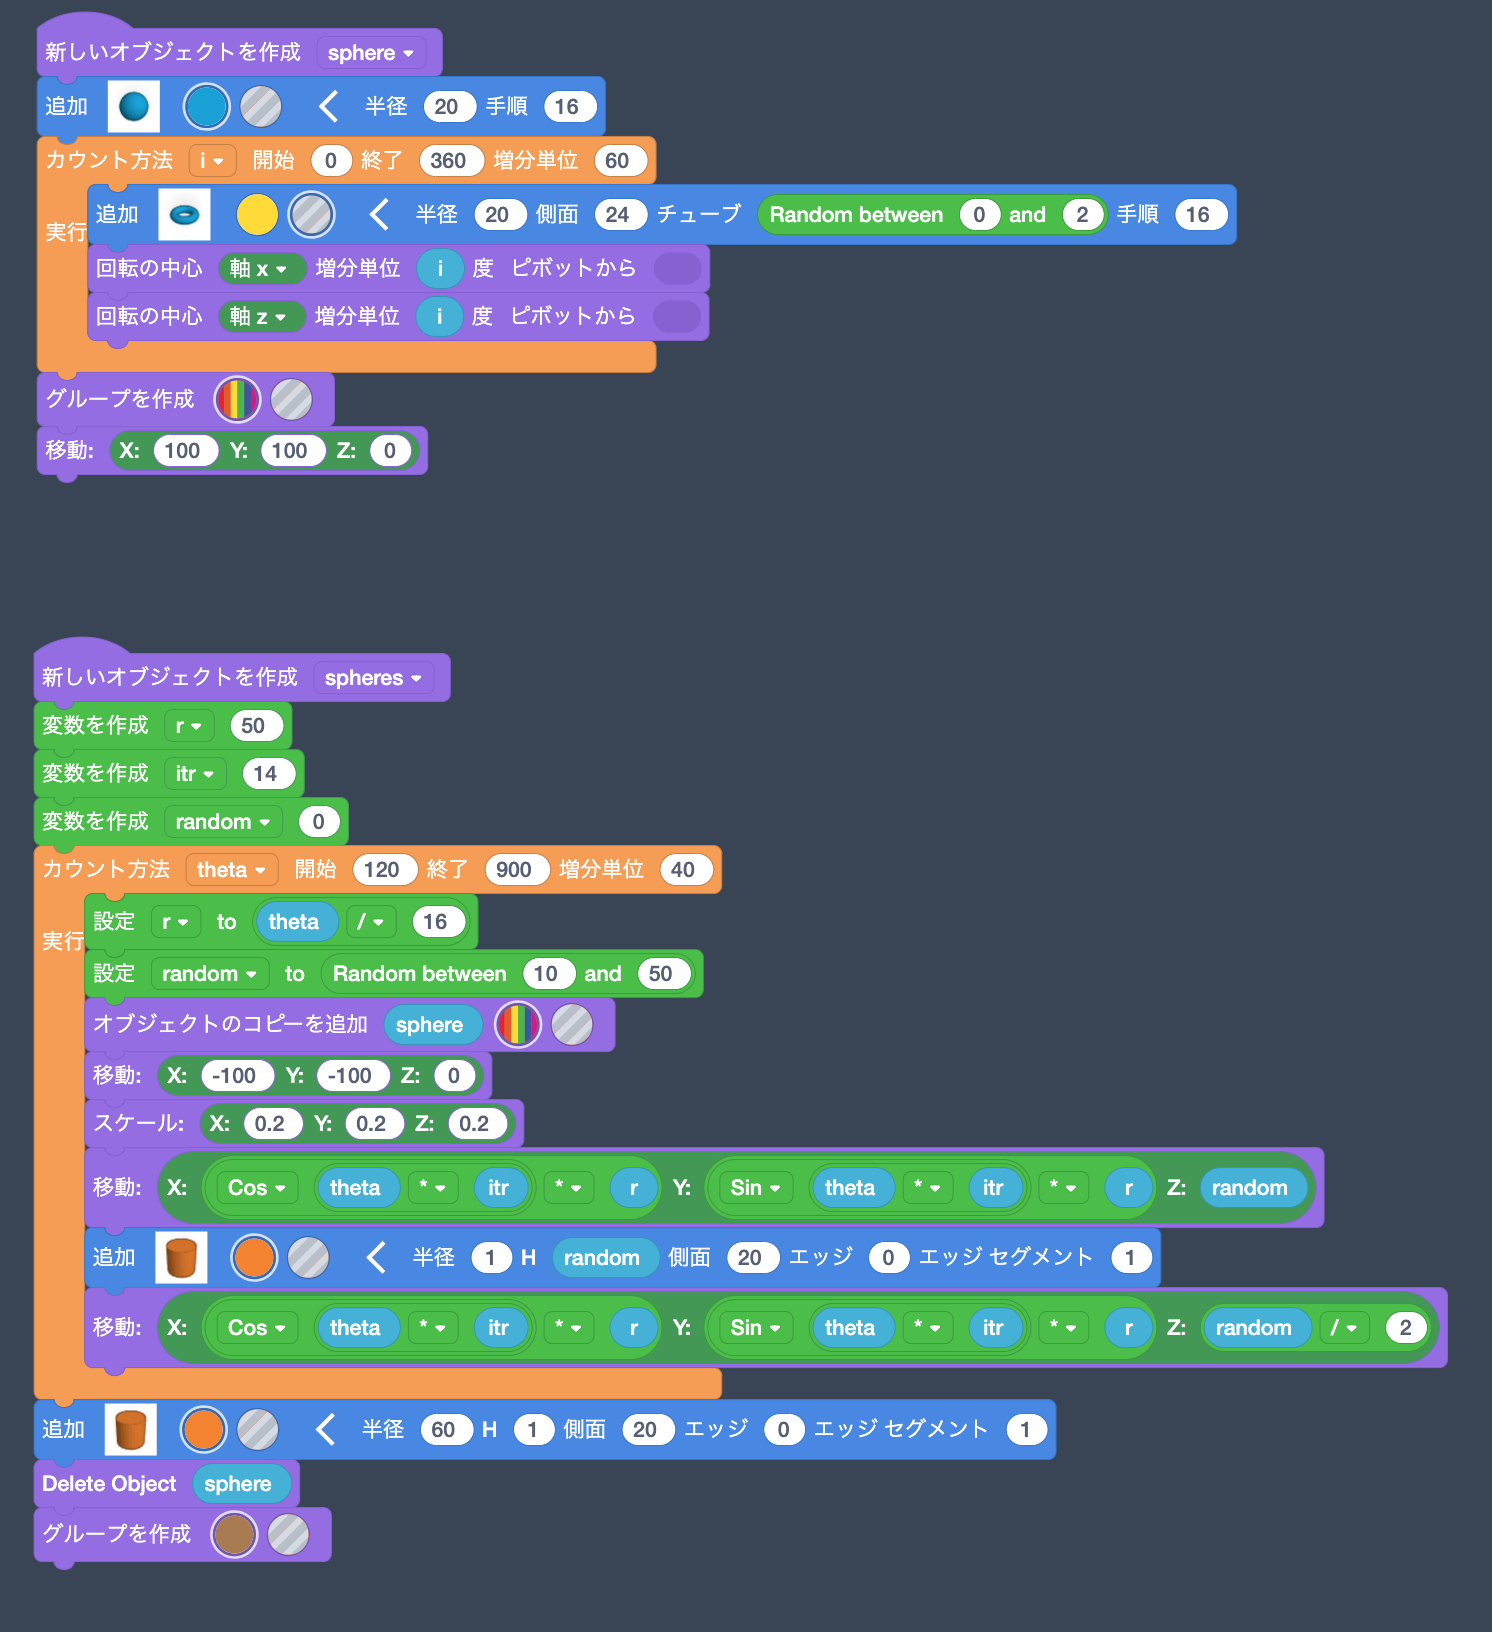 新しいオブジェクトを作成 sphere
追加 半径 20 手順 16
カウント方法 i 開始 0 終了 360 増分単位 60
実行
追加 半径 20 側面 24 チューブ Random between 0 and 2 手順 16
回転の中心 軸 x 増分単位 i 度 ピボットから
回転の中心 軸 z 増分単位 i 度 ピボットから
グループを作成
移動: X: 100 Y: 100 Z: 0
新しいオブジェクトを作成 spheres
変数を作成 r 50
変数を作成 itr 14
変数を作成 random 0
カウント方法 theta 開始 120 終了 900 増分単位 40
実行
設定 r to theta / 16
設定 random to Random between 10 and 50
オブジェクトのコピーを追加 sphere
移動: X: -100 Y: -100 Z: 0
スケール: X: 0.2 Y: 0.2 Z: 0.2
移動: X: Cos theta * itr * r Y: Sin theta * itr * r Z: random
追加 半径 1 H random 側面 20 エッジ 0 エッジ セグメント 1
移動: X: Cos theta * itr * r Y: Sin theta * itr * r Z: random / 2
追加 半径 60 H 1 側面 20 エッジ 0 エッジ セグメント 1
Delete Object sphere
グループを作成